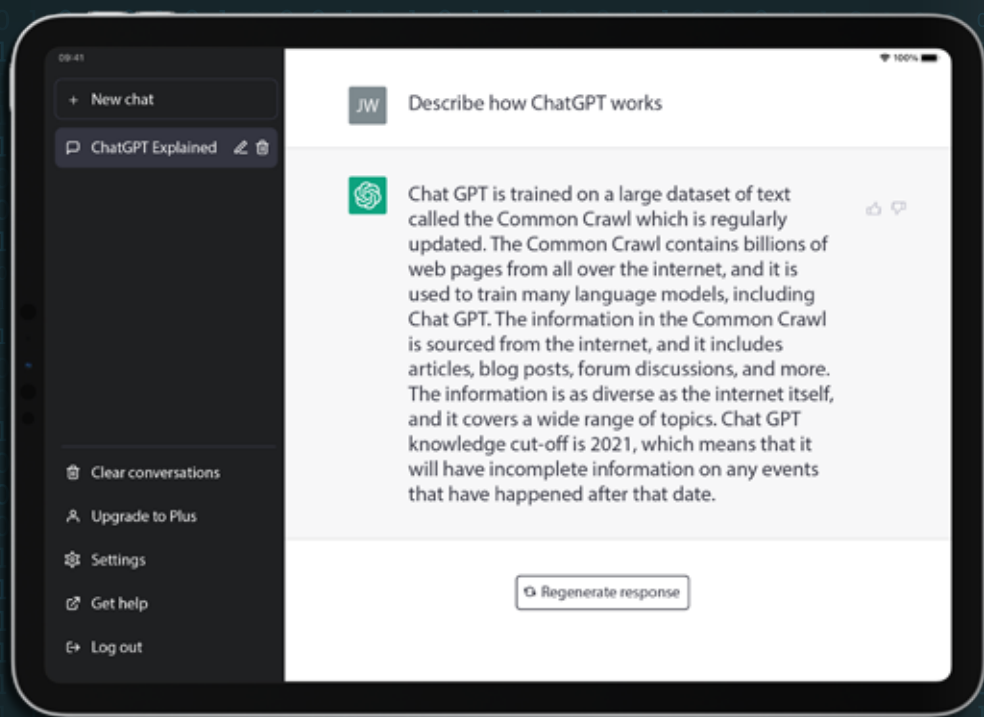 09:41
100%
+ New chat
ChatGPT Explained
Clear conversations
Upgrade to Plus
Settings
Get help
Log out
JW
Describe how ChatGPT works
Chat GPT is trained on a large dataset of text
called the Common Crawl which is regularly
updated. The Common Crawl contains billions of
web pages from all over the internet, and it is
used to train many language models, including
Chat GPT. The information in the Common Crawl
is sourced from the internet, and it includes
articles, blog posts, forum discussions, and more.
The information is as diverse as the internet itself,
and it covers a wide range of topics. Chat GPT
knowledge cut-off is 2021, which means that it
will have incomplete information on any events
that have happened after that date.
Regenerate response